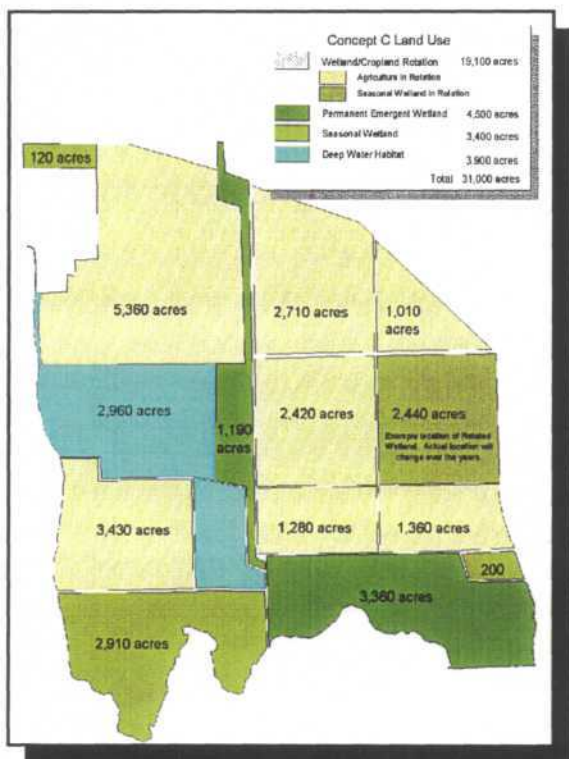 Concept C Land Use
Wetland/Cropland Rotation 19,100 acres
Agriculture in Rotation
Seasonal Wetland in Rotation
Permanent Emergent Wetland 4,500 acres
Seasonal Wetland 3,400 acres
Deep Water Habitat 3,900 acres
Total 31,000 acres
120 acres
5,360 acres
2,710 acres
1,010
acres
2,960 acres
1,190
acres
2,420 acres
2,440 acres
Example location of Rotated
Wetland. Actual location will
change over the years.
3,430 acres
1,280 acres
1,360 acres
200
3,360 acres
2,910 acres